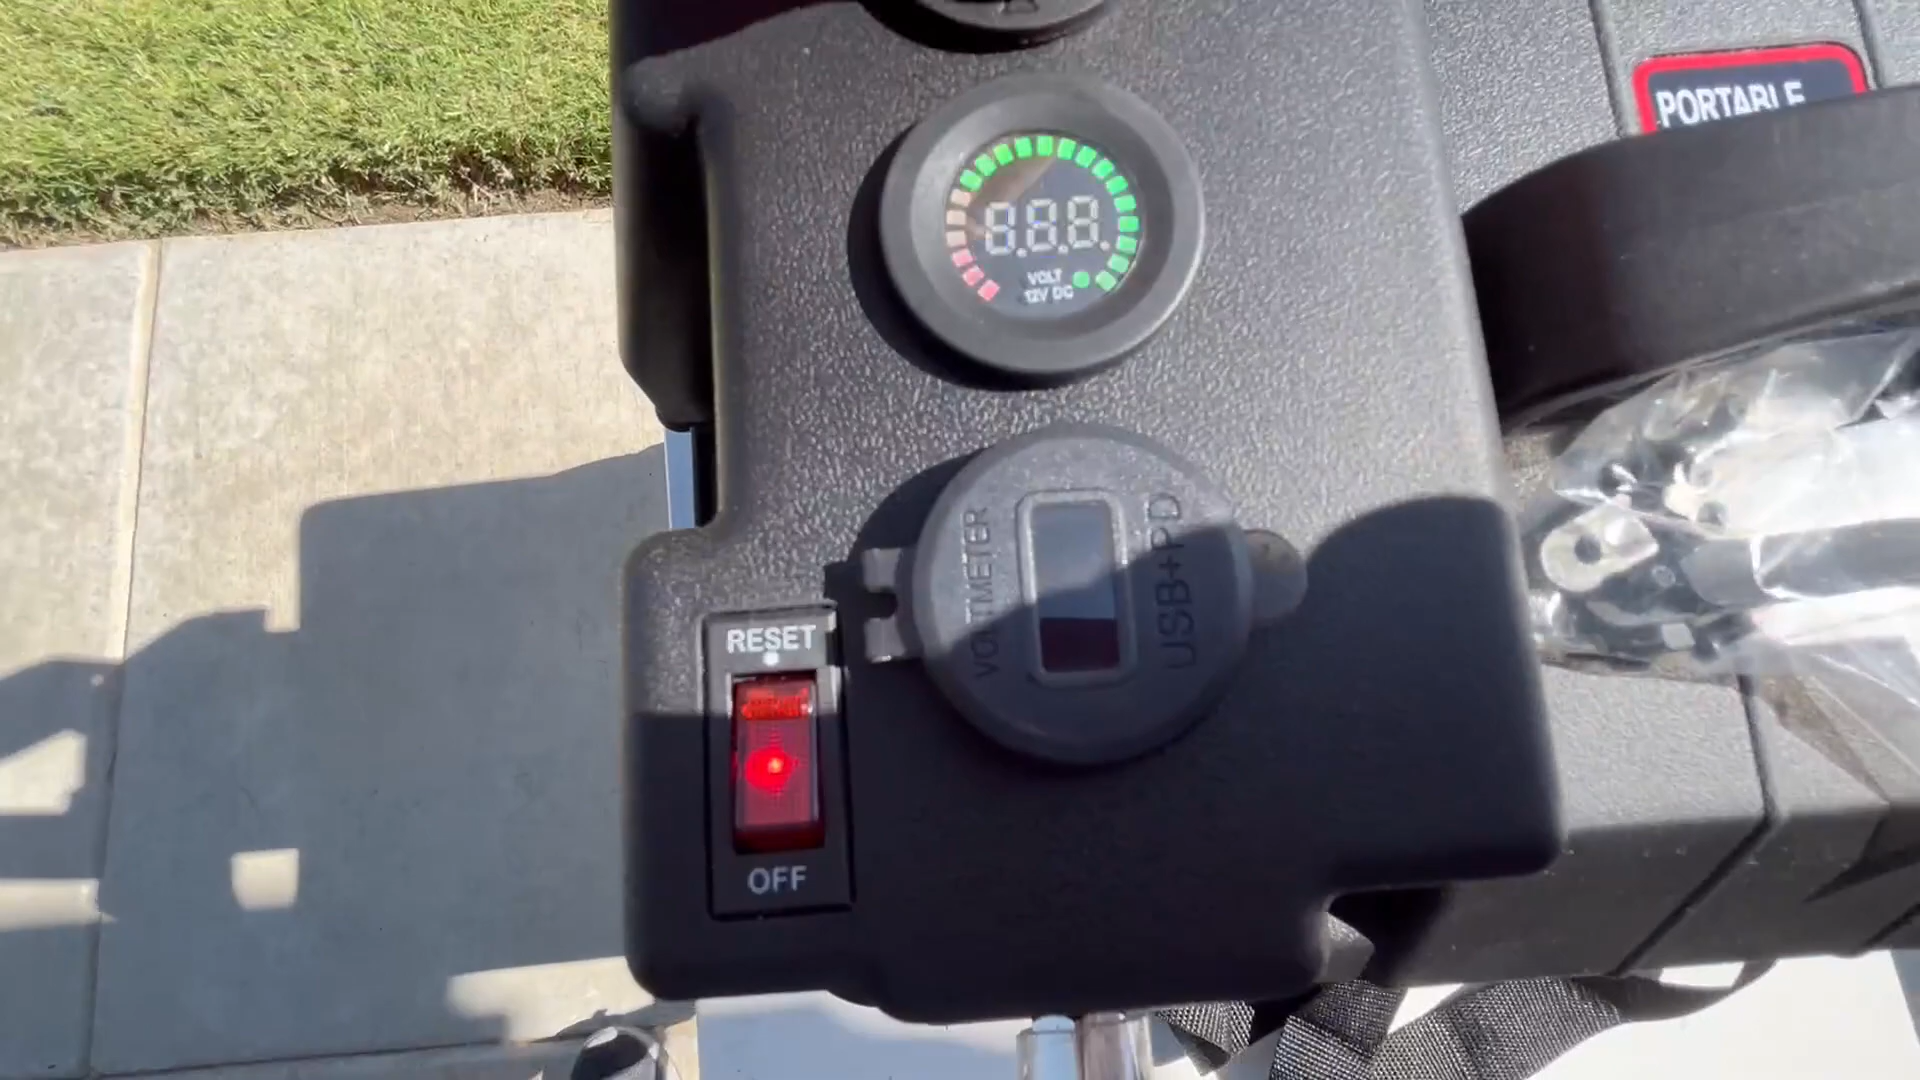 PORTABLE
8.8.8.
VOLT
12V DC
VOLTMETER
USB+PD
RESET
OFF